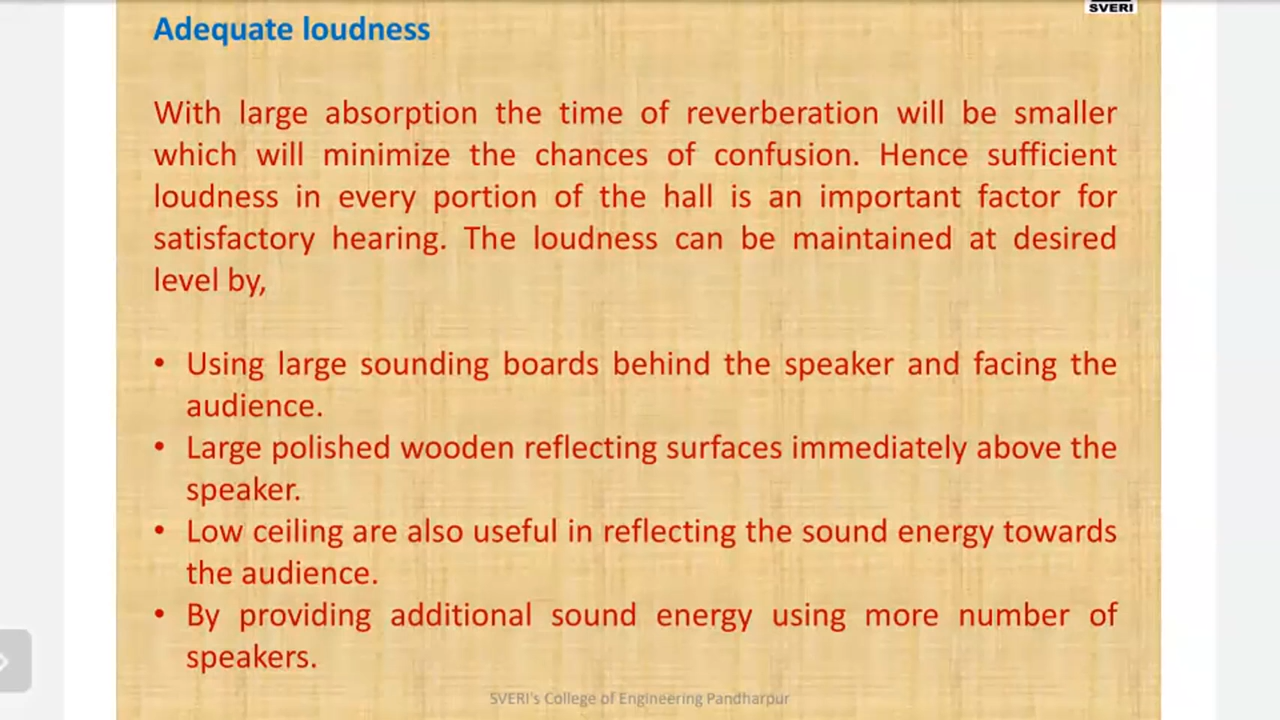 SVERI
Adequate loudness
With large absorption the time of reverberation will be smaller
which will minimize the chances of confusion. Hence sufficient
loudness in every portion of the hall is an important factor for
satisfactory hearing. The loudness can be maintained at desired
level by,
• Using large sounding boards behind the speaker and facing the
audience.
• Large polished wooden reflecting surfaces immediately above the
speaker.
• Low ceiling are also useful in reflecting the sound energy towards
the audience.
• By providing additional sound energy using more number of
speakers.
SVERI's College of Engineering Pandharpur